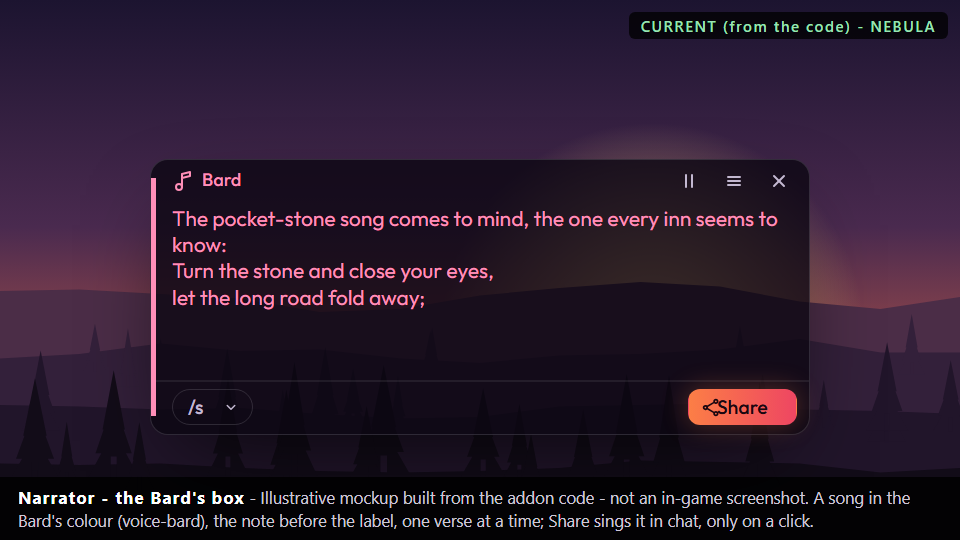 CURRENT (from the code) - NEBULA
Bard
The pocket-stone song comes to mind, the one every inn seems to
know:
Turn the stone and close your eyes,
let the long road fold away;
/s
Share
Narrator - the Bard's box - Illustrative mockup built from the addon code - not an in-game screenshot. A song in the
Bard's colour (voice-bard), the note before the label, one verse at a time; Share sings it in chat, only on a click.